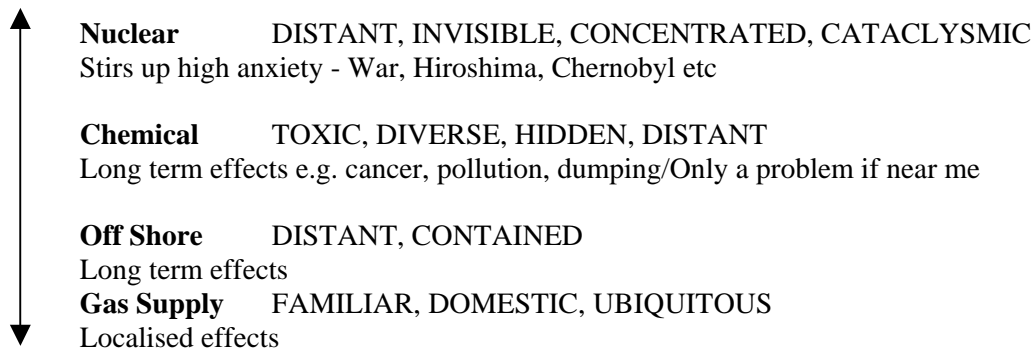 Nuclear DISTANT, INVISIBLE, CONCENTRATED, CATACLYSMIC
Stirs up high anxiety - War, Hiroshima, Chernobyl etc
Chemical TOXIC, DIVERSE, HIDDEN, DISTANT
Long term effects e.g. cancer, pollution, dumping/Only a problem if near me
Off Shore DISTANT, CONTAINED
Long term effects
Gas Supply FAMILIAR, DOMESTIC, UBIQUITOUS
Localised effects